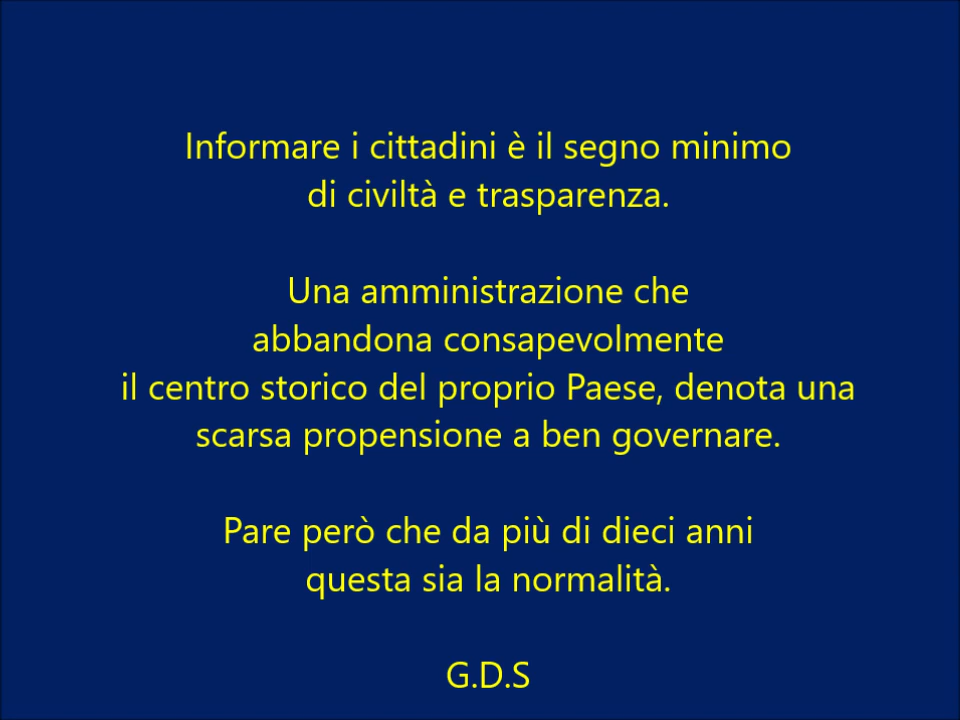 Informare i cittadini è il segno minimo
di civiltà e trasparenza.
Una amministrazione che
abbandona consapevolmente
il centro storico del proprio Paese, denota una
scarsa propensione a ben governare.
Pare però che da più di dieci anni
questa sia la normalità.
G.D.S